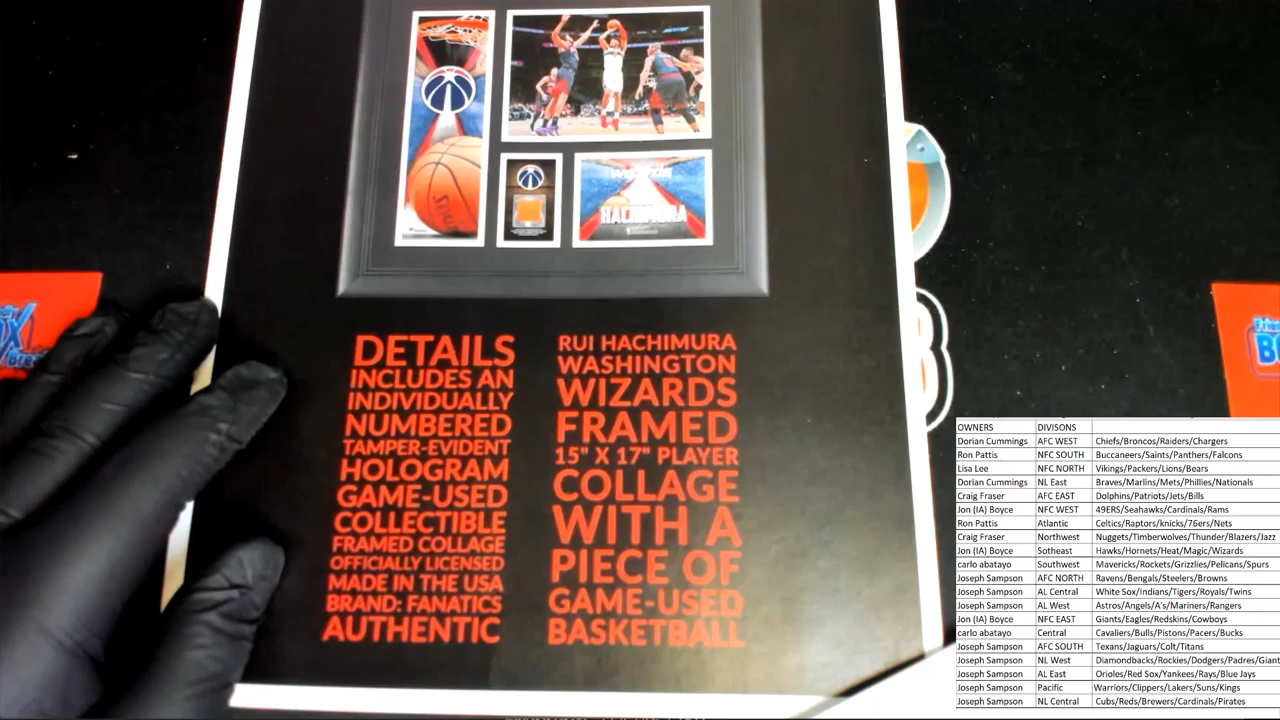 HACHIMURA
DETAILS
INCLUDES AN
INDIVIDUALLY
NUMBERED
TAMPER-EVIDENT
HOLOGRAM
GAME-USED
COLLECTIBLE
FRAMED COLLAGE
OFFICIALLY LICENSED
MADE IN THE USA
BRAND: FANATICS
AUTHENTIC
RUI HACHIMURA
WASHINGTON
WIZARDS
FRAMED
15" X 17" PLAYER
COLLAGE
WITH A
PIECE OF
GAME-USED
BASKETBALL
OWNERS DIVISONS
Dorian Cummings AFC WEST Chiefs/Broncos/Raiders/Chargers
Ron Pattis NFC SOUTH Buccaneers/Saints/Panthers/Falcons
Lisa Lee NFC NORTH Vikings/Packers/Lions/Bears
Dorian Cummings NL East Braves/Marlins/Mets/Phillies/Nationals
Craig Fraser AFC EAST Dolphins/Patriots/Jets/Bills
Jon (IA) Boyce NFC WEST 49ERS/Seahawks/Cardinals/Rams
Ron Pattis Atlantic Celtics/Raptors/knicks/76ers/Nets
Craig Fraser Northwest Nuggets/Timberwolves/Thunder/Blazers/Jazz
Jon (IA) Boyce Sotheast Hawks/Hornets/Heat/Magic/Wizards
carlo abatayo Southwest Mavericks/Rockets/Grizzlies/Pelicans/Spurs
Joseph Sampson AFC NORTH Ravens/Bengals/Steelers/Browns
Joseph Sampson AL Central White Sox/Indians/Tigers/Royals/Twins
Joseph Sampson AL West Astros/Angels/A's/Mariners/Rangers
Jon (IA) Boyce NFC EAST Giants/Eagles/Redskins/Cowboys
carlo abatayo Central Cavaliers/Bulls/Pistons/Pacers/Bucks
Joseph Sampson AFC SOUTH Texans/Jaguars/Colt/Titans
Joseph Sampson NL West Diamondbacks/Rockies/Dodgers/Padres/Giant
Joseph Sampson AL East Orioles/Red Sox/Yankees/Rays/Blue Jays
Joseph Sampson Pacific Warriors/Clippers/Lakers/Suns/Kings
Joseph Sampson NL Central Cubs/Reds/Brewers/Cardinals/Pirates